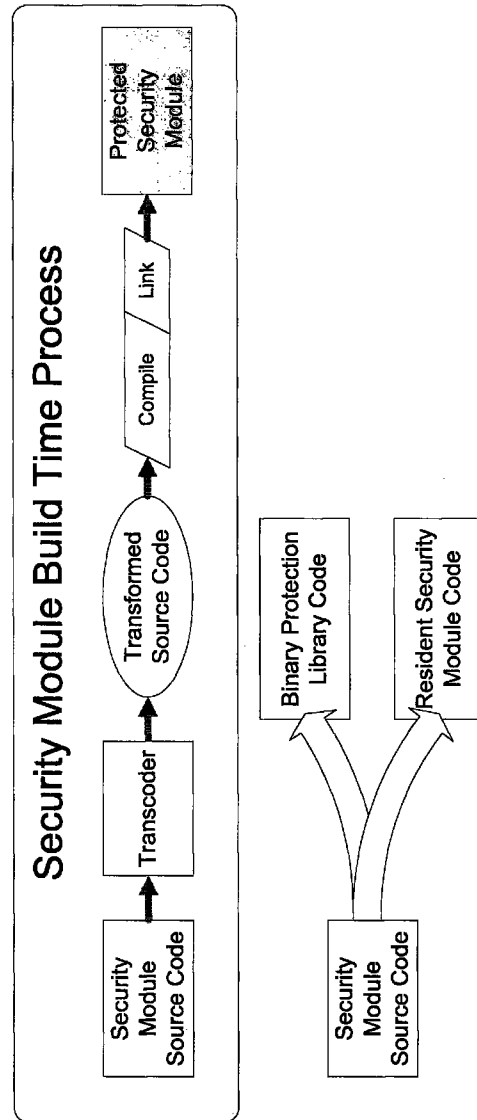 Security Module Build Time Process
Security
Module
Source Code
Transcoder
Transformed
Source Code
Compile
Link
Protected
Security
Module
Security
Module
Source Code
Binary Protection
Library Code
Resident Security
Module Code